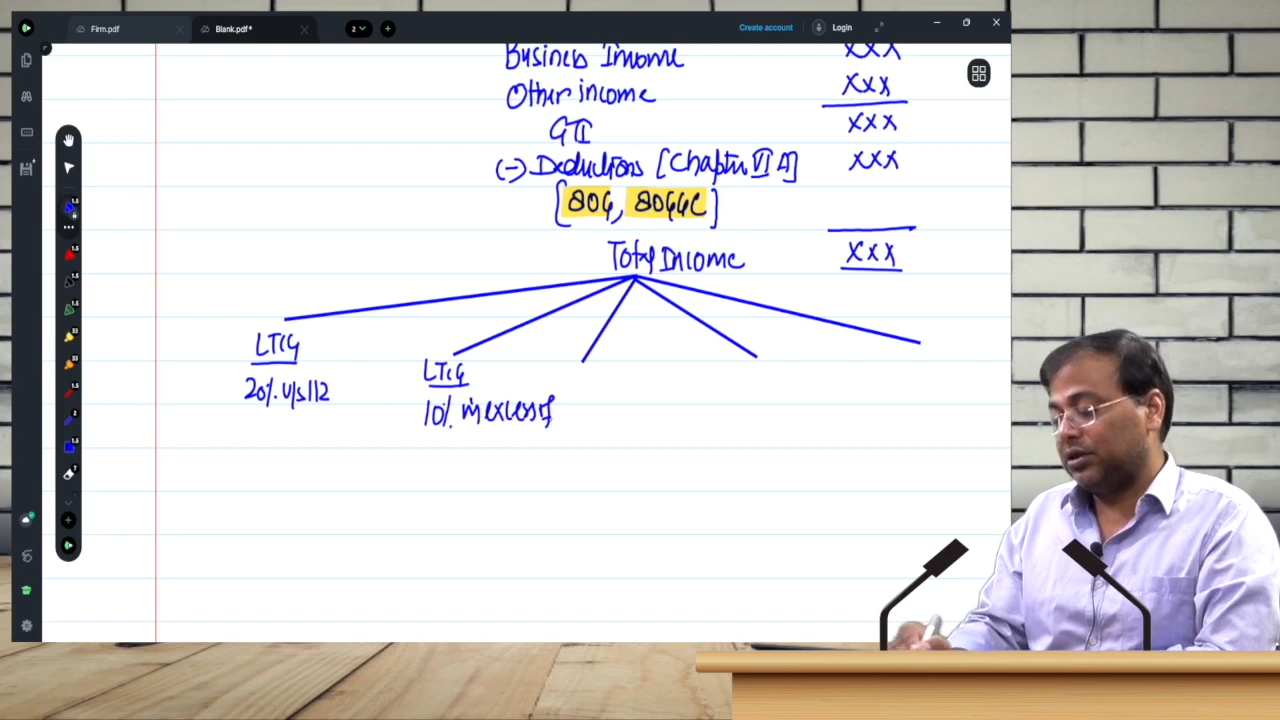 Firm.pdf Blank.pdf* 2 Create account Login
Business Income XXX
Other income XXX
GTI XXX
(-) Deductions [Chapter VI A] XXX
[80G, 80GGC]
Total Income XXX
LTCG
20% u/s 112
LTCG
10% in excess of